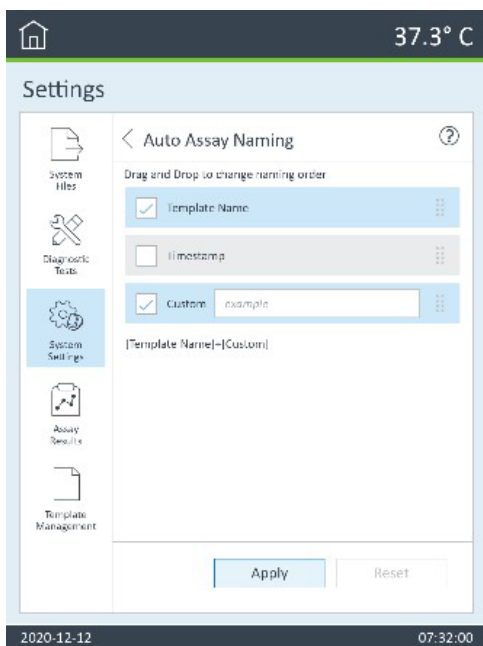 37.3° C
Settings
Auto Assay Naming
?
System
Files
Drag and Drop to change naming order
Template Name
Diagnostic
Tests
Timestamp
Custom
example
System
Settings
[Template Name]–[Custom]
Assay
Results
Template
Management
Apply
Reset
2020-12-12
07:32:00